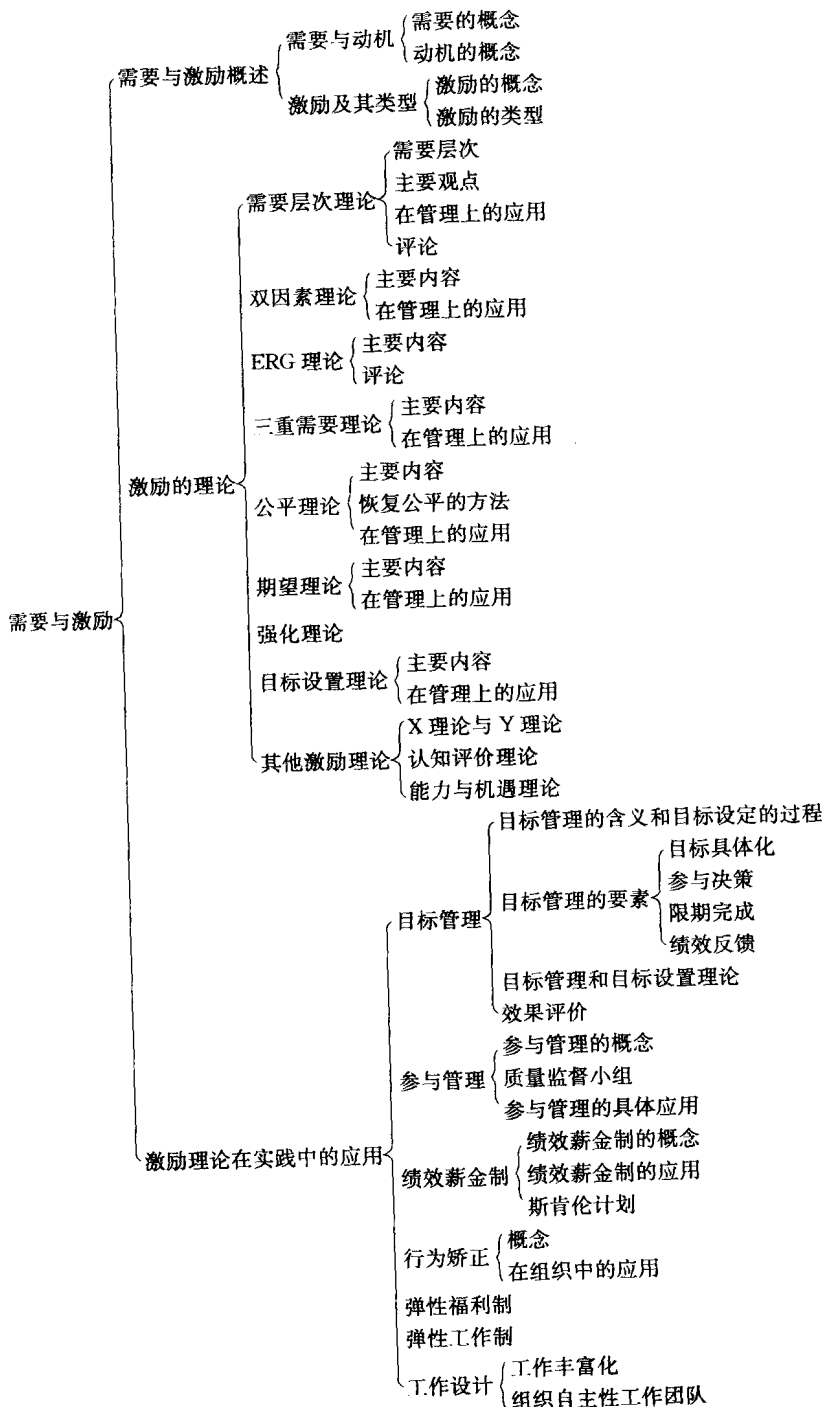 需要与激励
需要与激励概述
需要与动机
需要的概念
动机的概念
激励及其类型
激励的概念
激励的类型
激励的理论
需要层次理论
需要层次
主要观点
在管理上的应用
评论
双因素理论
主要内容
在管理上的应用
ERG 理论
主要内容
评论
三重需要理论
主要内容
在管理上的应用
公平理论
主要内容
恢复公平的方法
在管理上的应用
期望理论
主要内容
在管理上的应用
强化理论
目标设置理论
主要内容
在管理上的应用
其他激励理论
X 理论与 Y 理论
认知评价理论
能力与机遇理论
激励理论在实践中的应用
目标管理
目标管理的含义和目标设定的过程
目标管理的要素
目标具体化
参与决策
限期完成
绩效反馈
目标管理和目标设置理论
效果评价
参与管理
参与管理的概念
质量监督小组
参与管理的具体应用
绩效薪金制
绩效薪金制的概念
绩效薪金制的应用
斯肯伦计划
行为矫正
概念
在组织中的应用
弹性福利制
弹性工作制
工作设计
工作丰富化
组织自主性工作团队